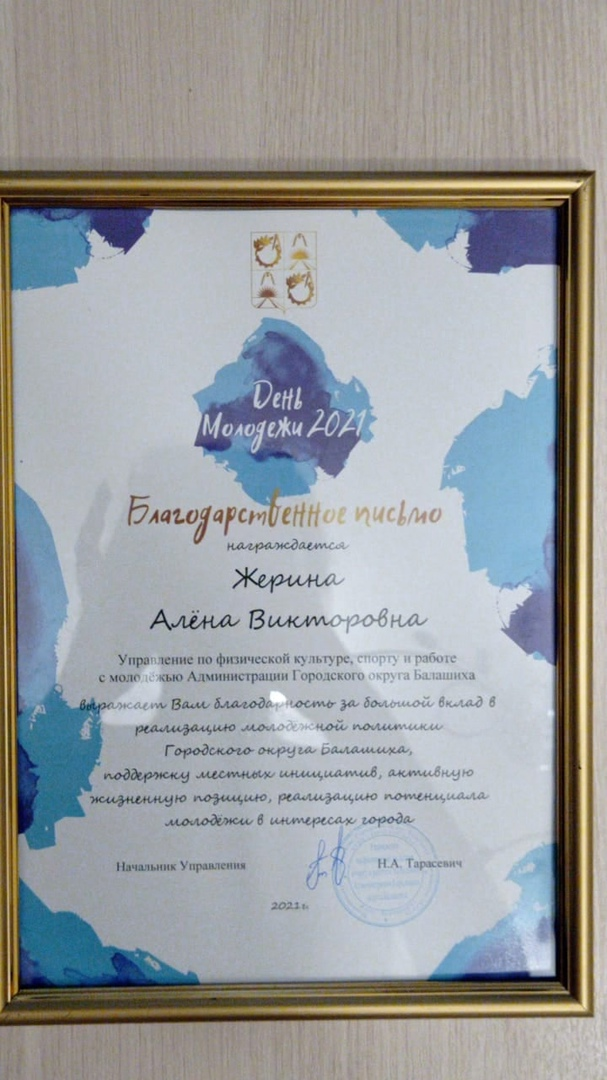 День
Молодежи 2021
Благодарственное письмо
награждается
Жерина
Алёна Викторовна
Управление по физической культуре, спорту и работе
с молодёжью Администрации Городского округа Балашиха
выражает Вам благодарность за большой вклад в
реализацию молодёжной политики
Городского округа Балашиха,
поддержку местных инициатив, активную
жизненную позицию, реализацию потенциала
молодёжи в интересах города
Начальник Управления
Н.А. Тарасевич
2021 г.